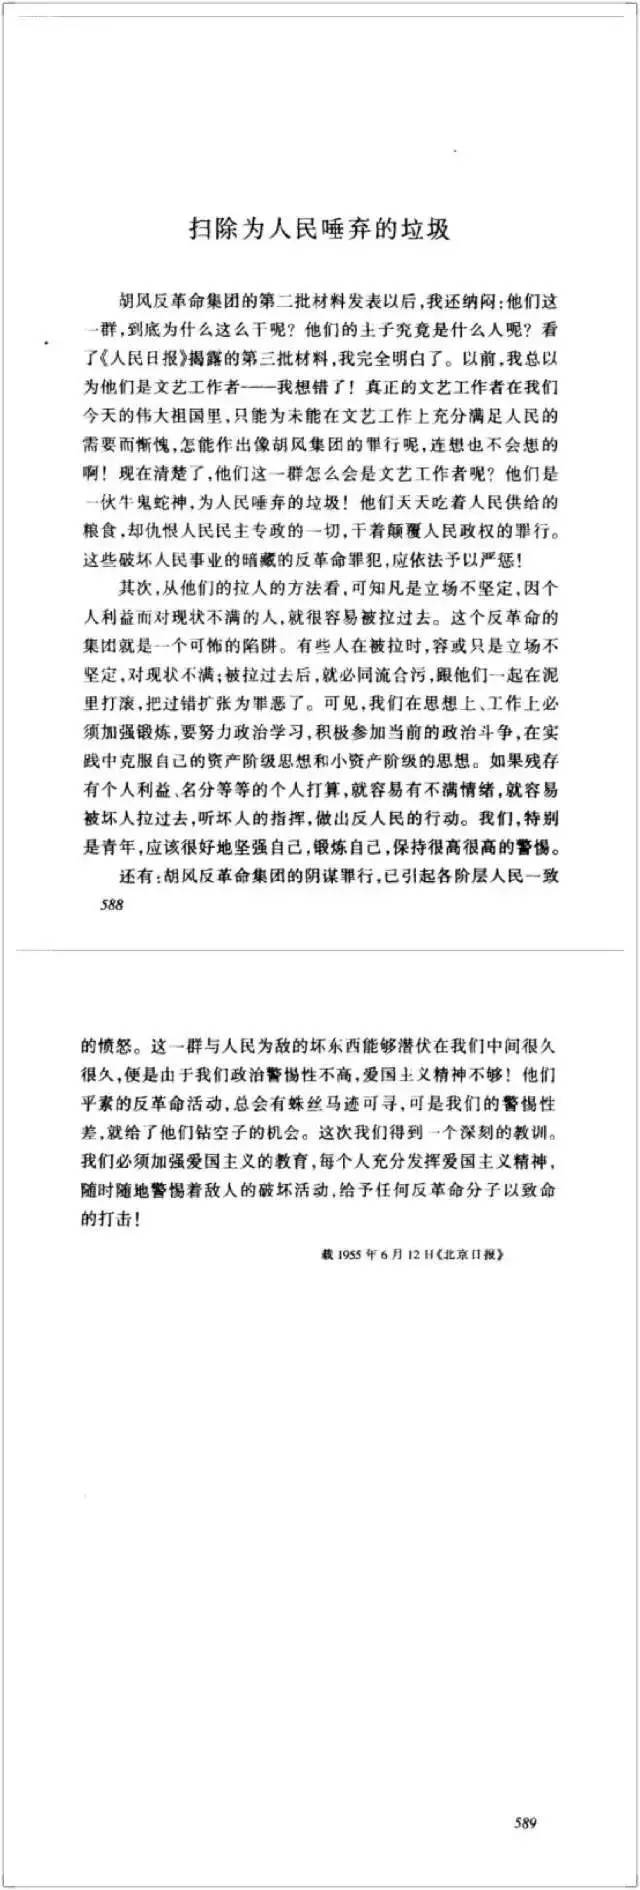 扫除为人民唾弃的垃圾
胡风反革命集团的第二批材料发表以后，我还纳闷：他们这
一群，到底为什么这么干呢？他们的主子究竟是什么人呢？看
了《人民日报》揭露的第三批材料，我完全明白了。以前，我总以
为他们是文艺工作者——我想错了！真正的文艺工作者在我们
今天的伟大祖国里，只能为未能在文艺工作上充分满足人民的
需要而惭愧，怎能作出像胡风集团的罪行呢，连想也不会想的
啊！现在清楚了，他们这一群怎么会是文艺工作者呢？他们是
一伙牛鬼蛇神，为人民唾弃的垃圾！他们天天吃着人民供给的
粮食，却仇恨人民民主专政的一切，干着颠覆人民政权的罪行。
这些破坏人民事业的暗藏的反革命罪犯，应依法予以严惩！
其次，从他们的拉人的方法看，可知凡是立场不坚定，因个
人利益而对现状不满的人，就很容易被拉过去。这个反革命的
集团就是一个可怖的陷阱。有些人在被拉时，容或只是立场不
坚定，对现状不满；被拉过去后，就必同流合污，跟他们一起在泥
里打滚，把过错扩张为罪恶了。可见，我们在思想上、工作上必
须加强锻炼，要努力政治学习，积极参加当前的政治斗争，在实
践中克服自己的资产阶级思想和小资产阶级的思想。如果残存
有个人利益、名分等等的个人打算，就容易有不满情绪，就容易
被坏人拉过去，听坏人的指挥，做出反人民的行动。我们，特别
是青年，应该很好地坚强自己，锻炼自己，保持很高很高的警惕。
还有：胡风反革命集团的阴谋罪行，已引起各阶层人民一致
588
的愤怒。这一群与人民为敌的坏东西能够潜伏在我们中间很久
很久，便是由于我们政治警惕性不高，爱国主义精神不够！他们
平素的反革命活动，总会有蛛丝马迹可寻，可是我们的警惕性
差，就给了他们钻空子的机会。这次我们得到一个深刻的教训。
我们必须加强爱国主义的教育，每个人充分发挥爱国主义精神，
随时随地警惕着敌人的破坏活动，给予任何反革命分子以致命
的打击！
载1955年6月12日《北京日报》
589